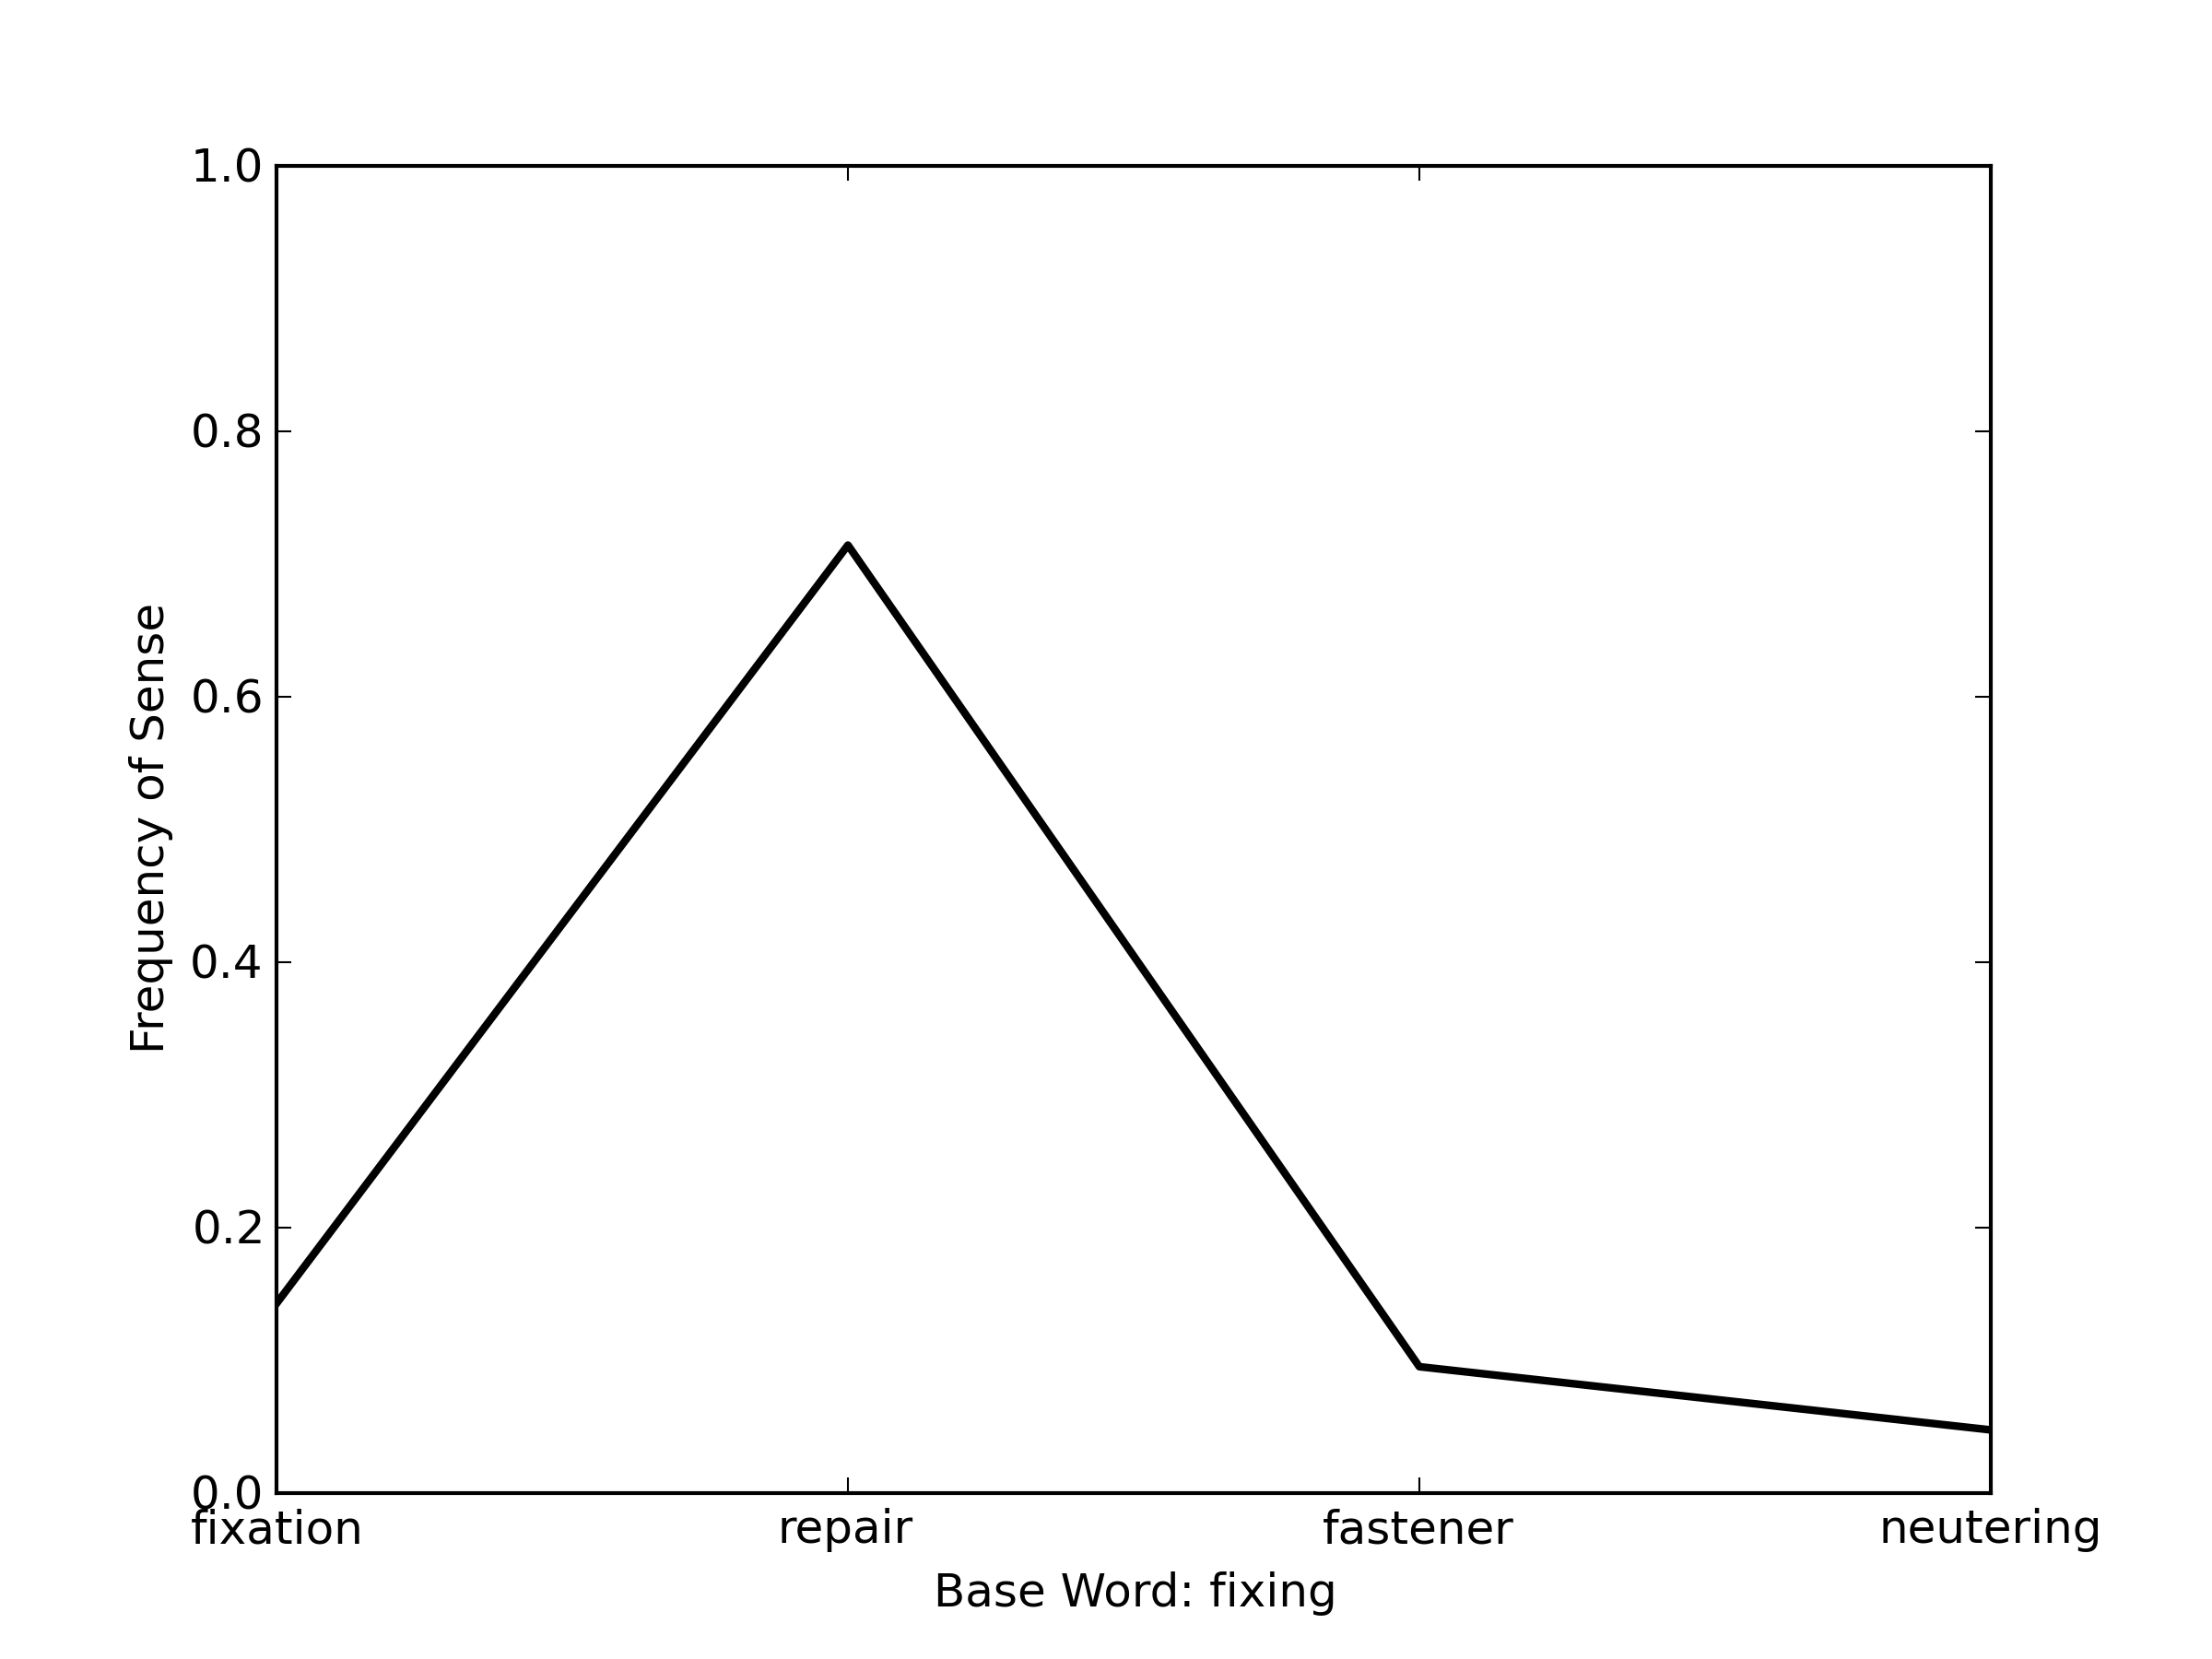 1.0
0.8
0.6
0.4
0.2
0.0
Frequency of Sense
fixation repair fastener neutering
Base Word: fixing